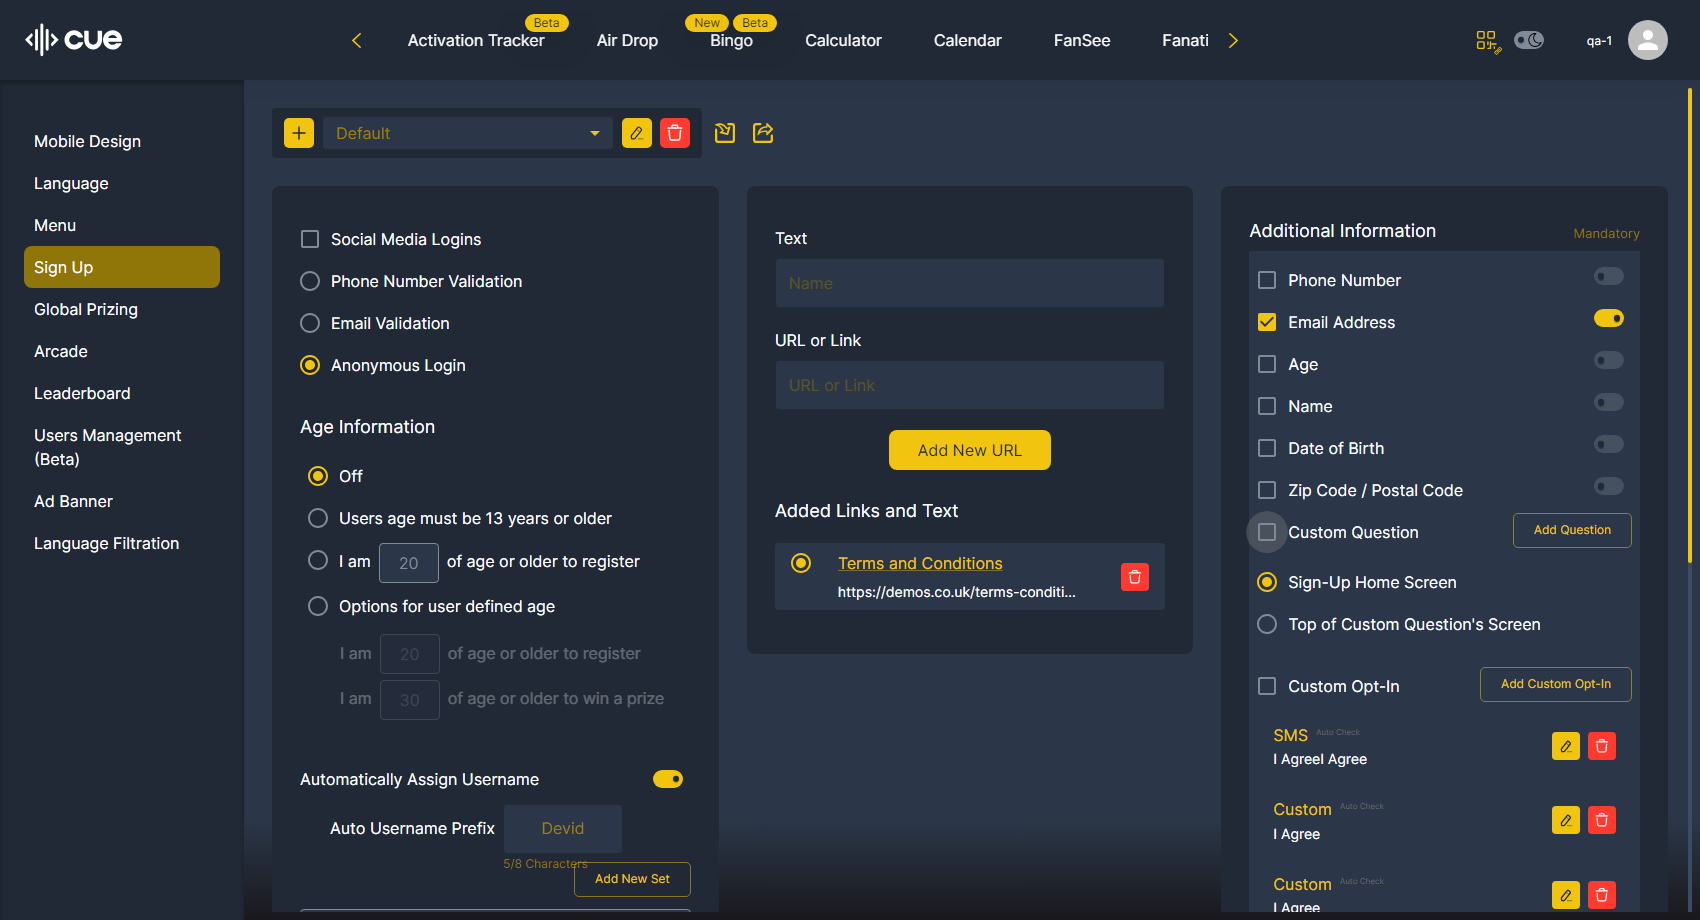 cue
Beta
New
Beta
Activation Tracker
Air Drop
Bingo
Calculator
Calendar
FanSee
Fanati
qa-1
Mobile Design
Language
Menu
Sign Up
Global Prizing
Arcade
Leaderboard
Users Management
(Beta)
Ad Banner
Language Filtration
Default
Social Media Logins
Phone Number Validation
Email Validation
Anonymous Login
Age Information
Off
Users age must be 13 years or older
I am 20 of age or older to register
Options for user defined age
I am 20 of age or older to register
I am 30 of age or older to win a prize
Automatically Assign Username
Auto Username Prefix
Devid
5/8 Characters
Add New Set
Text
Name
URL or Link
URL or Link
Add New URL
Added Links and Text
Terms and Conditions
https://demos.co.uk/terms-conditi...
Additional Information
Mandatory
Phone Number
Email Address
Age
Name
Date of Birth
Zip Code / Postal Code
Custom Question
Add Question
Sign-Up Home Screen
Top of Custom Question's Screen
Custom Opt-In
Add Custom Opt-In
SMS Auto Check
I AgreeI Agree
Custom Auto Check
I Agree
Custom Auto Check
I Agree